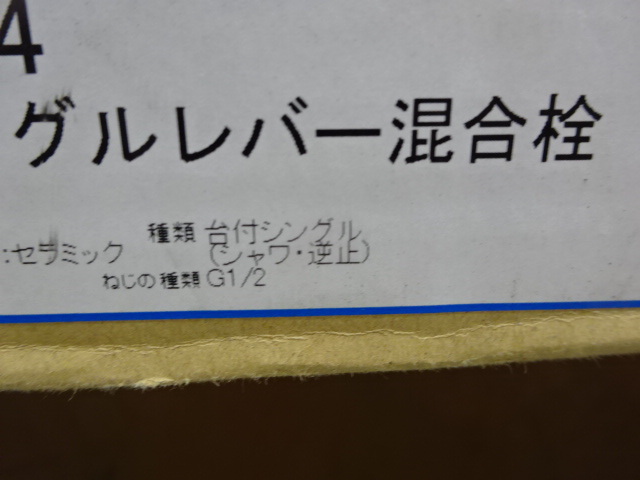 4
グルレバー混合栓
種類 台付シングル
:セラミック (シャワ・逆止)
ねじの種類 G1/2